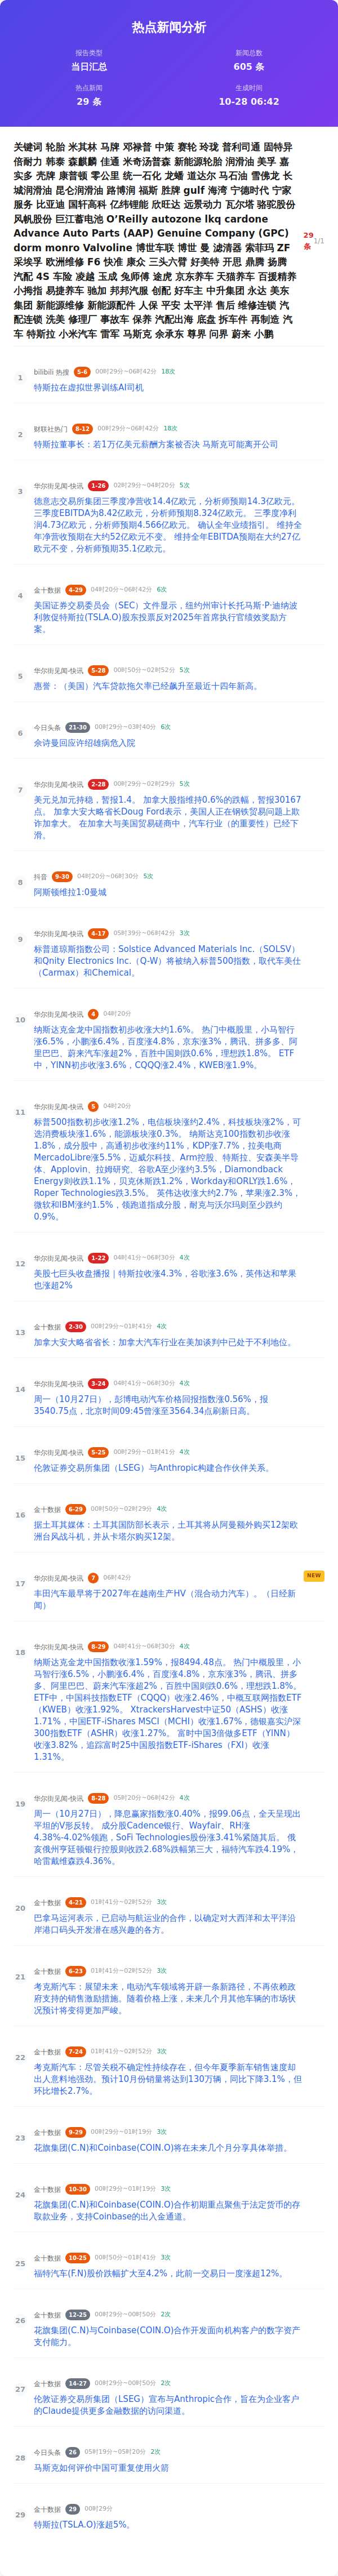 热点新闻分析
报告类型
新闻总数
当日汇总
605 条
热点新闻
生成时间
29 条
10-28 06:42
关键词 轮胎 米其林 马牌 邓禄普 中策 赛轮 玲珑 普利司通 固特异
倍耐力 韩泰 森麒麟 佳通 米奇汤普森 新能源轮胎 润滑油 美孚 嘉
实多 壳牌 康普顿 零公里 统一石化 龙蟠 道达尔 马石油 雪佛龙 长
城润滑油 昆仑润滑油 路博润 福斯 胜牌 gulf 海湾 宁德时代 宁家
服务 比亚迪 国轩高科 亿纬锂能 欣旺达 远景动力 瓦尔塔 骆驼股份
风帆股份 巨江蓄电池 O’Reilly autozone lkq cardone
Advance Auto Parts (AAP) Genuine Company (GPC)
dorm monro Valvoline 博世车联 博世 曼 滤清器 索菲玛 ZF
采埃孚 欧洲维修 F6 快准 康众 三头六臂 好美特 开思 鼎腾 扬腾
汽配 4S 车险 凌越 玉成 兔师傅 途虎 京东养车 天猫养车 百援精养
小拇指 易捷养车 驰加 邦邦汽服 创配 好车主 中升集团 永达 美东
集团 新能源维修 新能源配件 人保 平安 太平洋 售后 维修连锁 汽
配连锁 洗美 修理厂 事故车 保养 汽配出海 底盘 拆车件 再制造 汽
车 特斯拉 小米汽车 雷军 马斯克 余承东 尊界 问界 蔚来 小鹏
29
条
1/1
1
bilibili 热搜 5-6 00时29分~06时42分 18次
特斯拉在虚拟世界训练AI司机
2
财联社热门 8-12 00时29分~06时42分 18次
特斯拉董事长：若1万亿美元薪酬方案被否决 马斯克可能离开公司
3
华尔街见闻-快讯 1-26 02时29分~04时20分 5次
德意志交易所集团三季度净营收14.4亿欧元，分析师预期14.3亿欧元。
三季度EBITDA为8.42亿欧元，分析师预期8.324亿欧元。 三季度净利
润4.73亿欧元，分析师预期4.566亿欧元。 确认全年业绩指引。 维持全
年净营收预期在大约52亿欧元不变。 维持全年EBITDA预期在大约27亿
欧元不变，分析师预期35.1亿欧元。
4
金十数据 4-29 04时20分~06时42分 6次
美国证券交易委员会（SEC）文件显示，纽约州审计长托马斯·P·迪纳波
利敦促特斯拉(TSLA.O)股东投票反对2025年首席执行官绩效奖励方
案。
5
华尔街见闻-快讯 5-28 00时50分~02时52分 5次
惠誉：（美国）汽车贷款拖欠率已经飙升至最近十四年新高。
6
今日头条 21-30 00时29分~03时40分 6次
佘诗曼回应许绍雄病危入院
7
华尔街见闻-快讯 2-28 00时29分~02时29分 5次
美元兑加元持稳，暂报1.4。 加拿大股指维持0.6%的跌幅，暂报30167
点。 加拿大安大略省长Doug Ford表示，美国人正在钢铁贸易问题上欺
诈加拿大。 在加拿大与美国贸易磋商中，汽车行业（的重要性）已经下
滑。
8
抖音 9-30 04时20分~06时30分 5次
阿斯顿维拉1:0曼城
9
华尔街见闻-快讯 4-17 05时39分~06时42分 3次
标普道琼斯指数公司：Solstice Advanced Materials Inc.（SOLSV）
和Qnity Electronics Inc.（Q-W）将被纳入标普500指数，取代车美仕
（Carmax）和Chemical。
10
华尔街见闻-快讯 4 04时20分
纳斯达克金龙中国指数初步收涨大约1.6%。 热门中概股里，小马智行
涨6.5%，小鹏涨6.4%，百度涨4.8%，京东涨3%，腾讯、拼多多、阿
里巴巴、蔚来汽车涨超2%，百胜中国则跌0.6%，理想跌1.8%。 ETF
中，YINN初步收涨3.6%，CQQQ涨2.4%，KWEB涨1.9%。
11
华尔街见闻-快讯 5 04时20分
标普500指数初步收涨1.2%，电信板块涨约2.4%，科技板块涨2%，可
选消费板块涨1.6%，能源板块涨0.3%。 纳斯达克100指数初步收涨
1.8%，成分股中，高通初步收涨约11%，KDP涨7.7%，拉美电商
MercadoLibre涨5.5%，迈威尔科技、Arm控股、特斯拉、安森美半导
体、Applovin、拉姆研究、谷歌A至少涨约3.5%，Diamondback
Energy则收跌1.1%，贝克休斯跌1.2%，Workday和ORLY跌1.6%，
Roper Technologies跌3.5%。 英伟达收涨大约2.7%，苹果涨2.3%，
微软和IBM涨约1.5%，领跑道指成分股，耐克与沃尔玛则至少跌约
0.9%。
12
华尔街见闻-快讯 1-22 04时41分~06时30分 4次
美股七巨头收盘播报｜特斯拉收涨4.3%，谷歌涨3.6%，英伟达和苹果
也涨超2%
13
金十数据 2-30 00时29分~01时41分 4次
加拿大安大略省省长：加拿大汽车行业在美加谈判中已处于不利地位。
14
华尔街见闻-快讯 3-24 04时41分~06时30分 4次
周一（10月27日），彭博电动汽车价格回报指数涨0.56%，报
3540.75点，北京时间09:45曾涨至3564.34点刷新日高。
15
华尔街见闻-快讯 5-25 00时29分~01时41分 4次
伦敦证券交易所集团（LSEG）与Anthropic构建合作伙伴关系。
16
金十数据 6-29 00时50分~02时29分 4次
据土耳其媒体：土耳其国防部长表示，土耳其将从阿曼额外购买12架欧
洲台风战斗机，并从卡塔尔购买12架。
17
华尔街见闻-快讯 7 06时42分
NEW
丰田汽车最早将于2027年在越南生产HV（混合动力汽车）。（日经新
闻）
18
华尔街见闻-快讯 8-29 04时41分~06时30分 4次
纳斯达克金龙中国指数收涨1.59%，报8494.48点。 热门中概股里，小
马智行涨6.5%，小鹏涨6.4%，百度涨4.8%，京东涨3%，腾讯、拼多
多、阿里巴巴、蔚来汽车涨超2%，百胜中国则跌0.6%，理想跌1.8%。
ETF中，中国科技指数ETF（CQQQ）收涨2.46%，中概互联网指数ETF
（KWEB）收涨1.92%。 XtrackersHarvest中证50（ASHS）收涨
1.71%，中国ETF-iShares MSCI（MCHI）收涨1.67%，德银嘉实沪深
300指数ETF（ASHR）收涨1.27%。 富时中国3倍做多ETF（YINN）
收涨3.82%，追踪富时25中国股指数ETF-iShares（FXI）收涨
1.31%。
19
华尔街见闻-快讯 8-28 05时20分~06时42分 4次
周一（10月27日），降息赢家指数涨0.40%，报99.06点，全天呈现出
平坦的V形反转。 成分股Cadence银行、Wayfair、RH涨
4.38%-4.02%领跑，SoFi Technologies股份涨3.41%紧随其后。 俄
亥俄州亨廷顿银行控股则收跌2.68%跌幅第三大，福特汽车跌4.19%，
哈雷戴维森跌4.36%。
20
金十数据 4-21 01时41分~02时52分 3次
巴拿马运河表示，已启动与航运业的合作，以确定对大西洋和太平洋沿
岸港口码头开发潜在感兴趣的各方。
21
金十数据 6-23 01时41分~02时52分 3次
考克斯汽车：展望未来，电动汽车领域将开辟一条新路径，不再依赖政
府支持的销售激励措施。随着价格上涨，未来几个月其他车辆的市场状
况预计将变得更加严峻。
22
金十数据 7-24 01时41分~02时52分 3次
考克斯汽车：尽管关税不确定性持续存在，但今年夏季新车销售速度却
出人意料地强劲。预计10月份销量将达到130万辆，同比下降3.1%，但
环比增长2.7%。
23
金十数据 9-29 00时29分~01时19分 3次
花旗集团(C.N)和Coinbase(COIN.O)将在未来几个月分享具体举措。
24
金十数据 10-30 00时29分~01时19分 3次
花旗集团(C.N)和Coinbase(COIN.O)合作初期重点聚焦于法定货币的存
取款业务，支持Coinbase的出入金通道。
25
金十数据 10-25 00时50分~01时41分 3次
福特汽车(F.N)股价跌幅扩大至4.2%，此前一交易日一度涨超12%。
26
金十数据 12-25 00时29分~00时50分 2次
花旗集团(C.N)与Coinbase(COIN.O)合作开发面向机构客户的数字资产
支付能力。
27
金十数据 14-27 00时29分~00时50分 2次
伦敦证券交易所集团（LSEG）宣布与Anthropic合作，旨在为企业客户
的Claude提供更多金融数据的访问渠道。
28
今日头条 26 05时19分~05时20分 2次
马斯克如何评价中国可重复使用火箭
29
金十数据 29 00时29分
特斯拉(TSLA.O)涨超5%。